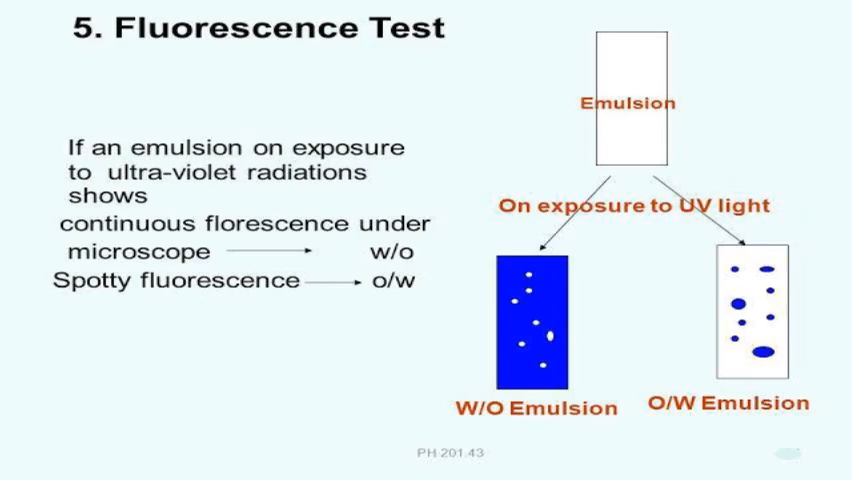 5. Fluorescence Test
Emulsion
If an emulsion on exposure
to ultra-violet radiations
shows
continuous florescence under
microscope w/o
Spotty fluorescence o/w
On exposure to UV light
W/O Emulsion
O/W Emulsion
PH 201.43